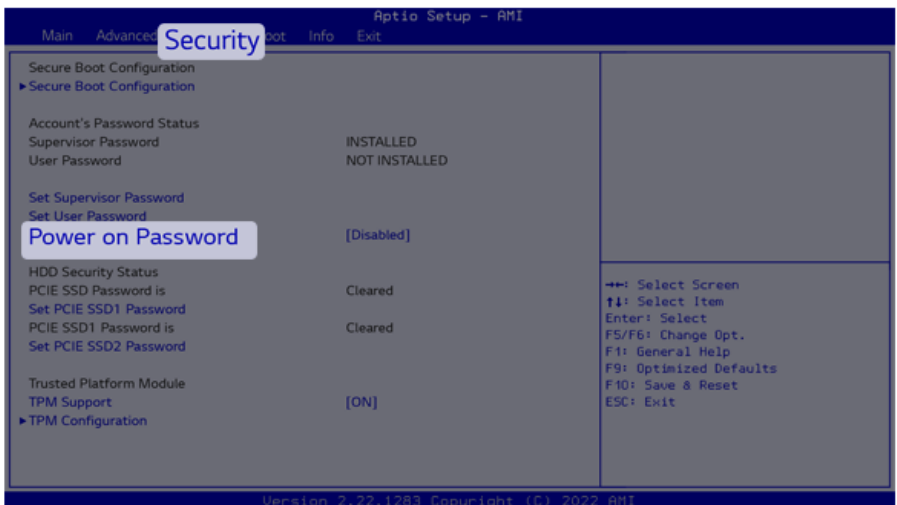 Aptio Setup - AMI
Main Advanced Security oot Info Exit
Secure Boot Configuration
►Secure Boot Configuration
Account's Password Status
Supervisor Password INSTALLED
User Password NOT INSTALLED
Set Supervisor Password
Set User Password
Power on Password [Disabled]
HDD Security Status
PCIE SSD Password is Cleared
Set PCIE SSD1 Password
PCIE SSD1 Password is Cleared
Set PCIE SSD2 Password
Trusted Platform Module
TPM Support [ON]
►TPM Configuration
→←: Select Screen
↑↓: Select Item
Enter: Select
F5/F6: Change Opt.
F1: General Help
F9: Optimized Defaults
F10: Save & Reset
ESC: Exit
Version 2.22.1283 Copyright (C) 2022 AMI